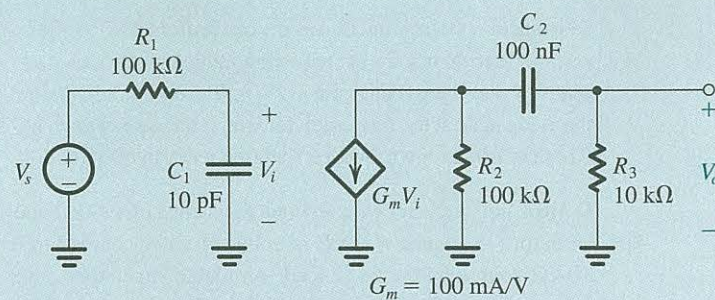 R₁
100 kΩ
C₂
100 nF
+
−
Vₛ
C₁
10 pF
+
Vᵢ
−
GₘVᵢ
R₂
100 kΩ
R₃
10 kΩ
+
−
Gₘ = 100 mA/V